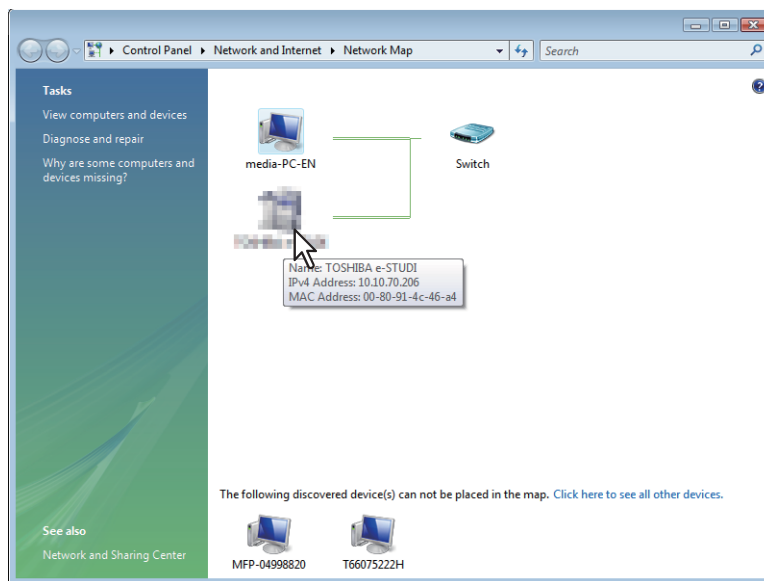 Control Panel Network and Internet Network Map
Search
Tasks
View computers and devices
Diagnose and repair
Why are some computers and
devices missing?
media-PC-EN
Switch
Name: TOSHIBA e-STUDI
IPv4 Address: 10.10.70.206
MAC Address: 00-80-91-4c-46-a4
The following discovered device(s) can not be placed in the map. Click here to see all other devices.
See also
Network and Sharing Center
MFP-04998820
T66075222H